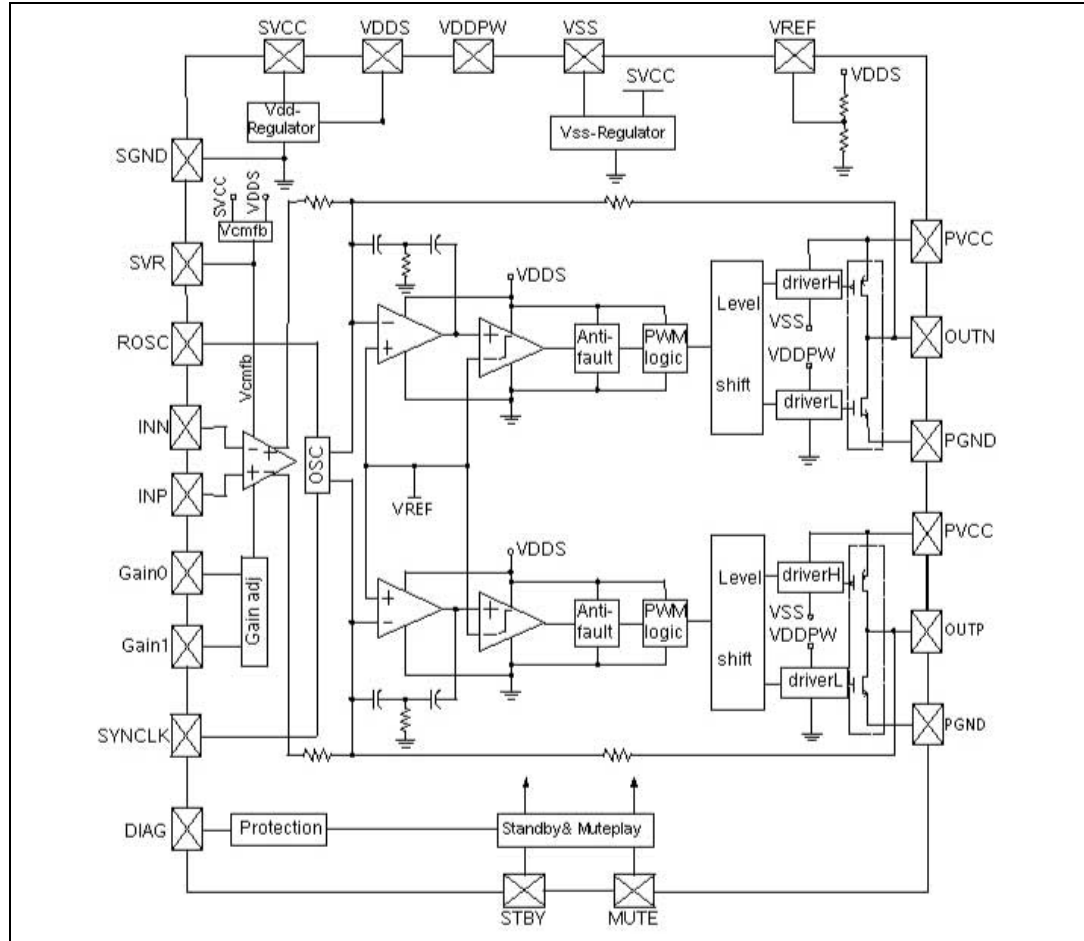 SVCC
VDDS
VDDPW
VSS
VREF
SVCC
VDDS
Vdd-
Regulator
Vss-Regulator
SGND
SVCC
VDDS
Vcmfb
SVR
PVCC
VDDS
Level
shift
driverH
VSS
ROSC
OUTN
Anti-
fault
PWM
logic
VDDPW
driverL
Vcmfb
INN
PGND
OSC
INP
VREF
PVCC
VDDS
Gain0
Level
shift
driverH
Gain adj
Anti-
fault
PWM
logic
VSS
VDDPW
OUTP
Gain1
driverL
SYNCLK
PGND
DIAG
Protection
Standby& Muteplay
STBY
MUTE